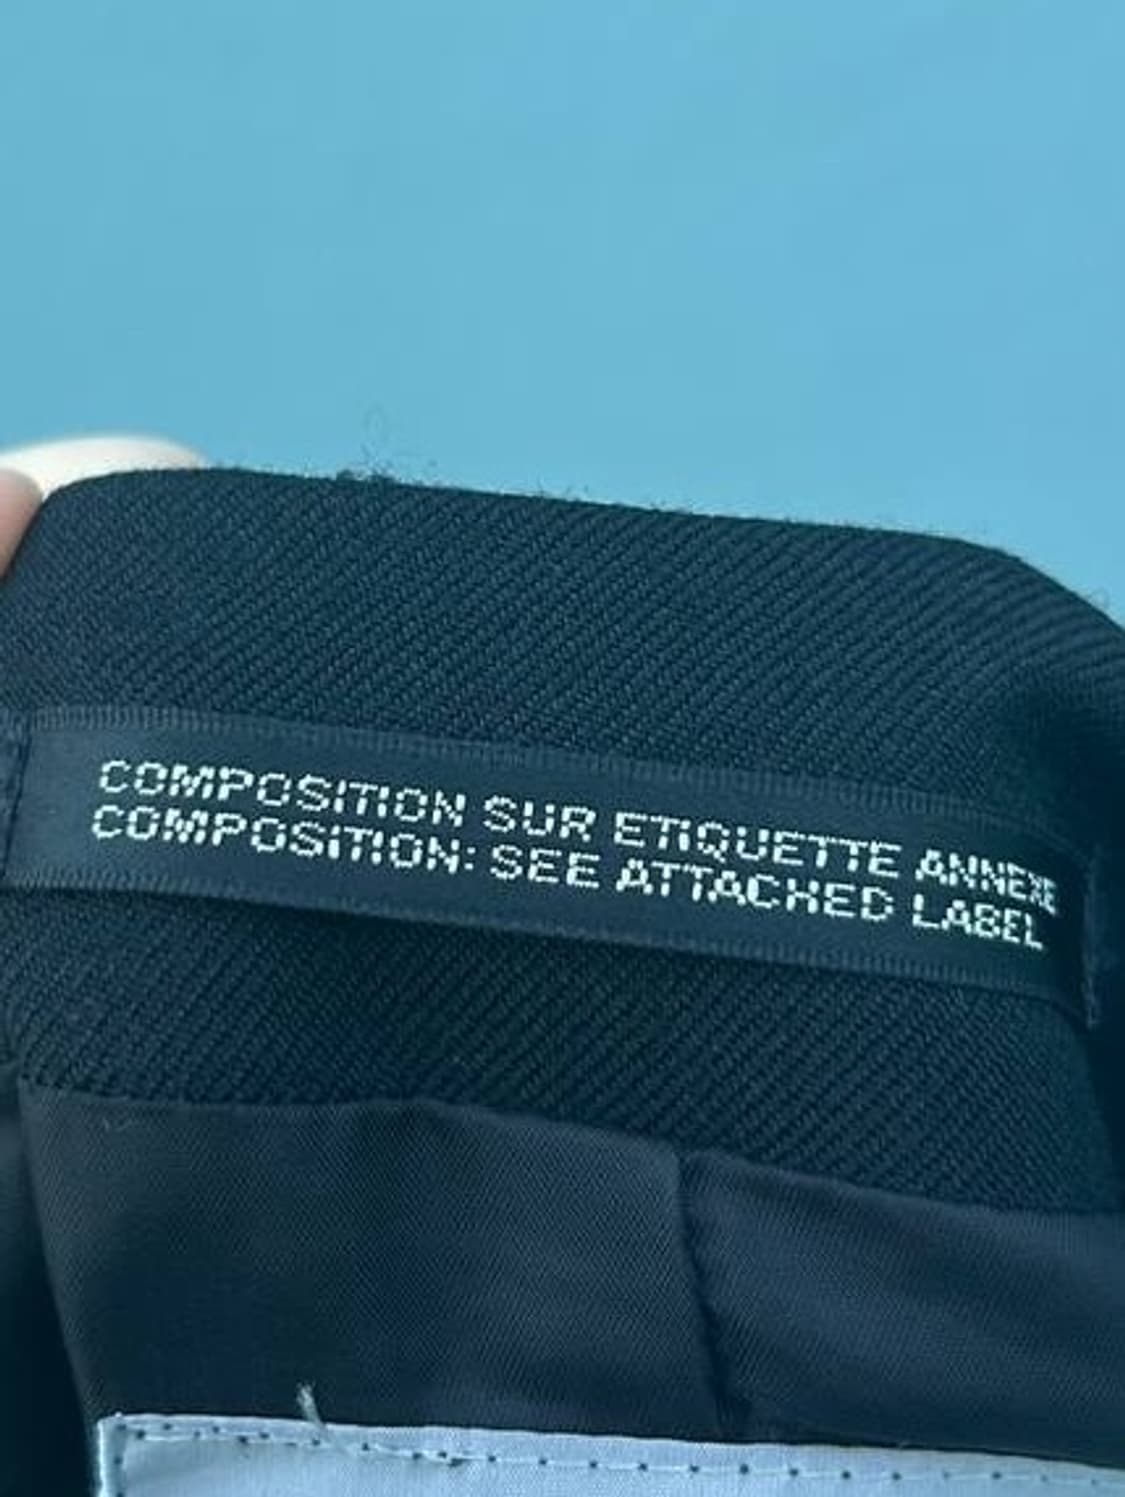 COMPOSITION SUR ETIQUETTE ANNEXE
COMPOSITION: SEE ATTACHED LABEL